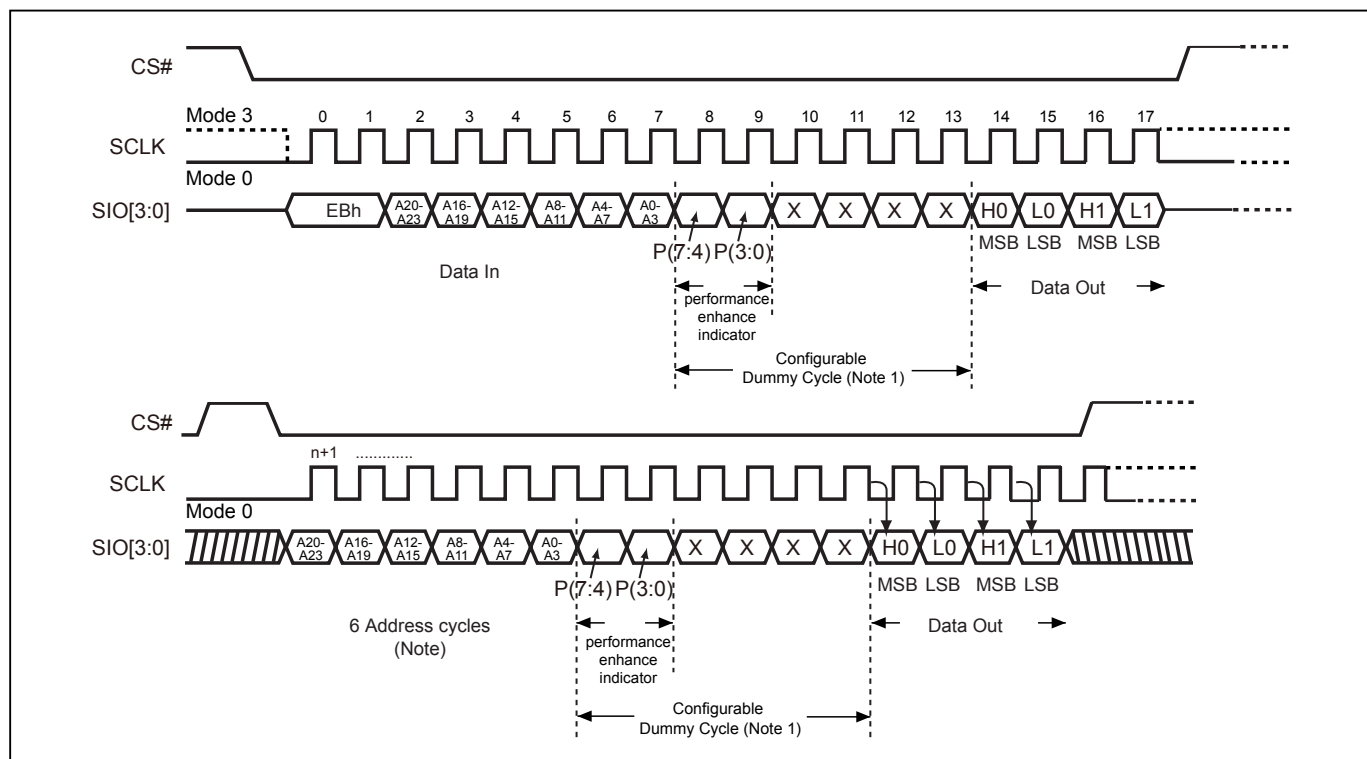 CS#
Mode 3
0 1 2 3 4 5 6 7 8 9 10 11 12 13 14 15 16 17
SCLK
Mode 0
SIO[3:0]
EBh A20-A23 A16-A19 A12-A15 A8-A11 A4-A7 A0-A3 X X X X H0 L0 H1 L1
MSB LSB MSB LSB
P(7:4) P(3:0)
Data In
Data Out
performance
enhance
indicator
Configurable
Dummy Cycle (Note 1)
CS#
n+1 .............
SCLK
Mode 0
SIO[3:0]
A20-A23 A16-A19 A12-A15 A8-A11 A4-A7 A0-A3 X X X X H0 L0 H1 L1
P(7:4) P(3:0)
MSB LSB MSB LSB
6 Address cycles
(Note)
Data Out
performance
enhance
indicator
Configurable
Dummy Cycle (Note 1)